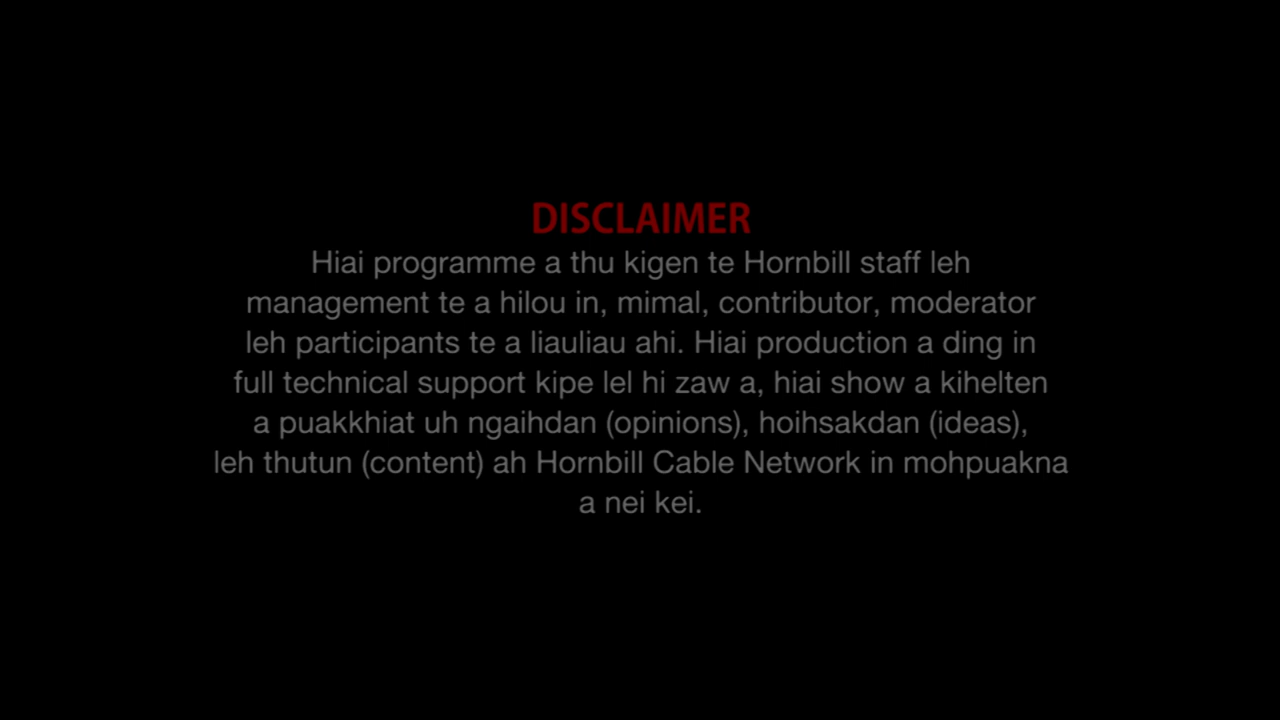 DISCLAIMER
Hiai programme a thu kigen te Hornbill staff leh
management te a hilou in, mimal, contributor, moderator
leh participants te a liauliau ahi. Hiai production a ding in
full technical support kipe lel hi zaw a, hiai show a kihelten
a puakkhiat uh ngaihdan (opinions), hoihsakdan (ideas),
leh thutun (content) ah Hornbill Cable Network in mohpuakna
a nei kei.